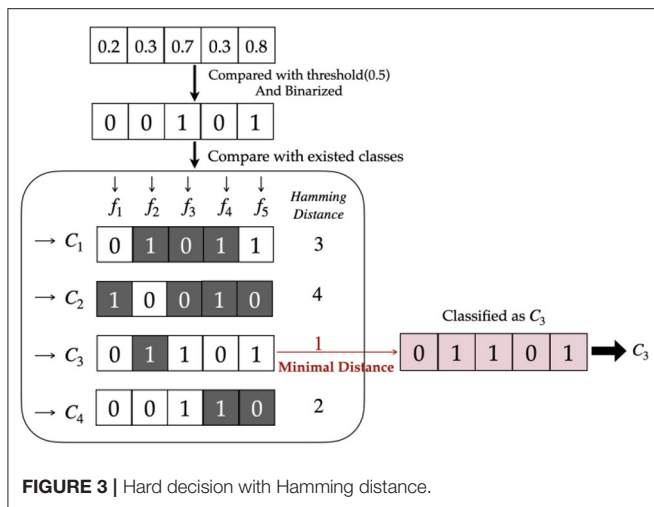 0.2 0.3 0.7 0.3 0.8
Compared with threshold(0.5)
And Binarized
0 0 1 0 1
Compare with existed classes
f1 f2 f3 f4 f5
Hamming
Distance
→ C1 0 1 0 1 1 3
→ C2 1 0 0 1 0 4
Classified as C3
→ C3 0 1 1 0 1 1 0 1 1 0 1 C3
Minimal Distance
→ C4 0 0 1 1 0 2
FIGURE 3 | Hard decision with Hamming distance.